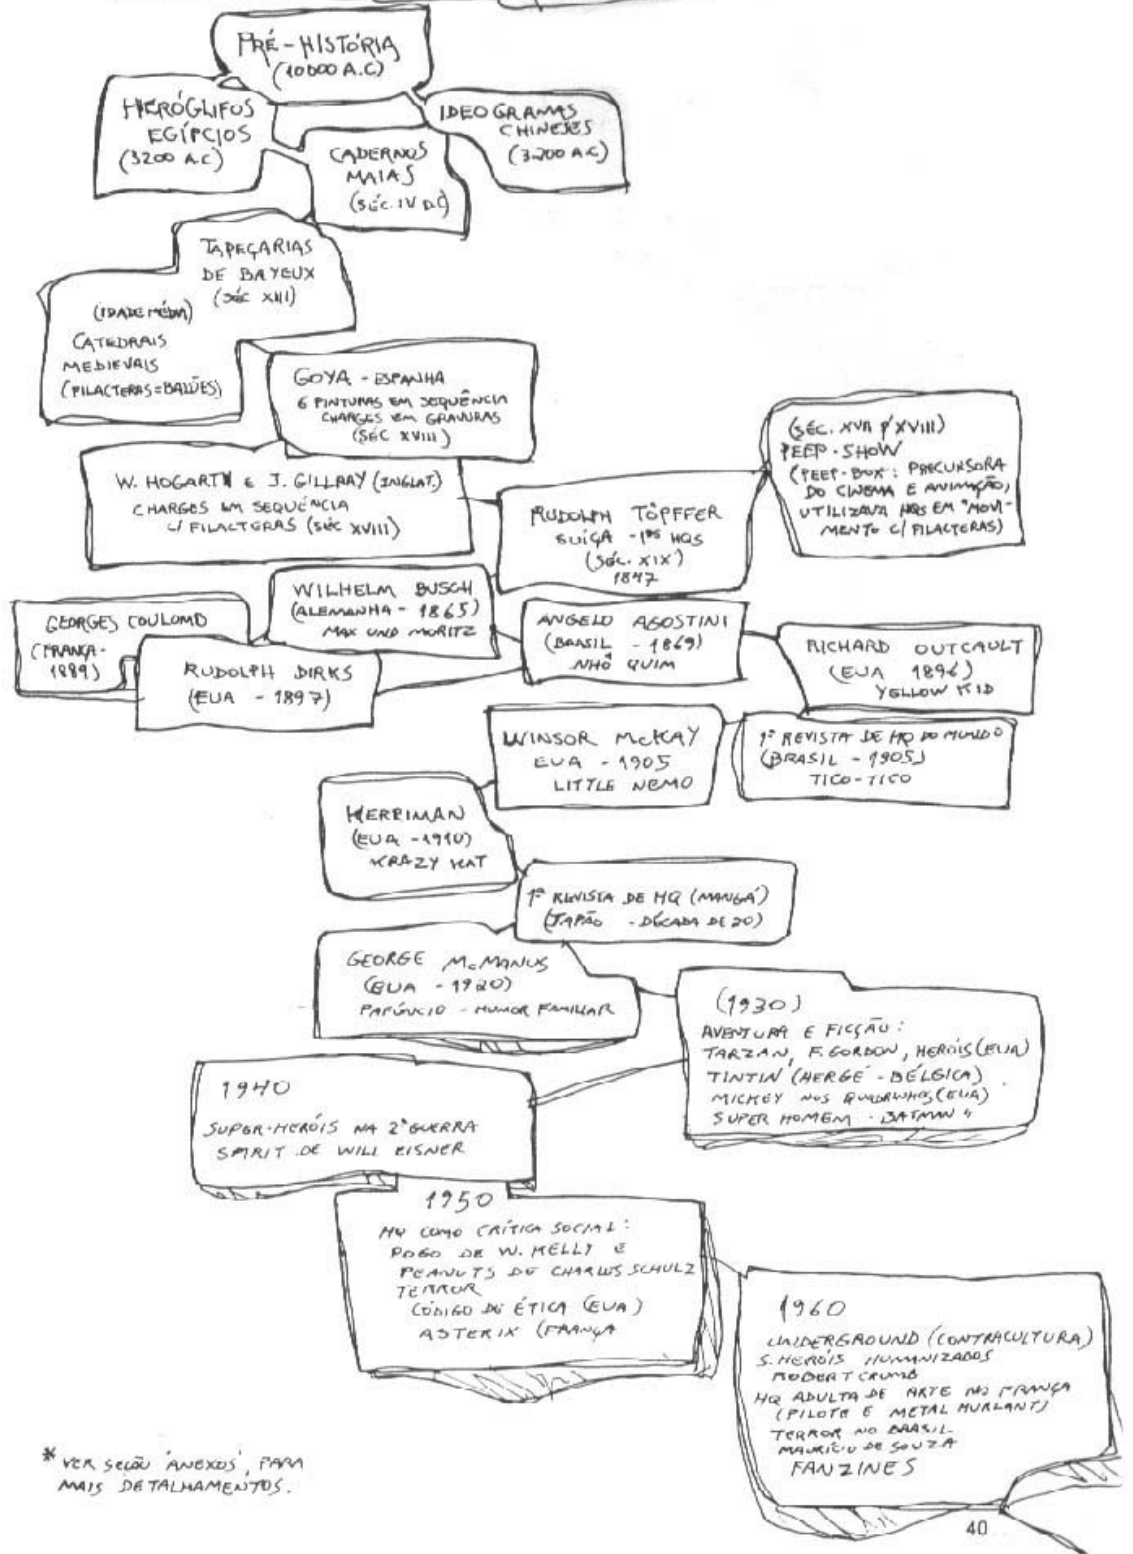 PRÉ-HISTÓRIA
(10000 A.C)
HIERÓGLIFOS
EGÍPCIOS
(3200 A.C)
IDEOGRAMAS
CHINESES
(3200 A.C)
CADERNOS
MAIAS
(SÉC. IV D.C)
TAPEÇARIAS
DE BAYEUX
(SÉC XIII)
(IDADE MÉDIA)
CATEDRAIS
MEDIEVAIS
(FILACTERAS=BALÕES)
GOYA - ESPANHA
6 PINTURAS EM SEQUÊNCIA
CHARGES EM GRAVURAS
(SÉC XVIII)
W. HOGARTH E J. GILLRAY (INGLAT.)
CHARGES EM SEQUÊNCIA
C/ FILACTERAS (SÉC XVIII)
RUDOLPH TÖPFFER
SUÍÇA - 1ªs HQS
(SÉC. XIX)
1847
(SÉC. XVII P/ XVIII)
PEEP-SHOW
(PEEP-BOX: PRECURSORA
DO CINEMA E ANIMAÇÃO,
UTILIZAVA HQS EM "MOVI-
MENTO C/ FILACTERAS)
WILHELM BUSCH
(ALEMANHA - 1865)
MAX UND MORITZ
GEORGES COULOMD
(FRANÇA-
1889)
RUDOLPH DIRKS
(EUA - 1897)
ANGELO AGOSTINI
(BRASIL - 1869)
NHÔ QUIM
RICHARD OUTCAULT
(EUA 1896)
YELLOW KID
WINSOR McKAY
EUA - 1905
LITTLE NEMO
1ª REVISTA DE HQ DO MUNDO
(BRASIL - 1905)
TICO-TICO
HERRIMAN
(EUA - 1910)
KRAZY KAT
1ª REVISTA DE HQ (MANGÁ)
(JAPÃO - DÉCADA DE 20)
GEORGE McMANUS
(EUA - 1920)
PAFÚNCIO - HUMOR FAMILIAR
(1930)
AVENTURA E FICÇÃO:
TARZAN, F. GORDON, HERÓIS (EUA)
TINTIN (HERGÉ - BÉLGICA)
MICKEY NOS QUADRINHOS (EUA)
SUPER HOMEM - BATMAN "
1940
SUPER-HERÓIS NA 2ª GUERRA
SPIRIT DE WILL EISNER
1950
HQ COMO CRÍTICA SOCIAL:
POGO DE W. KELLY E
PEANUTS DE CHARLES SCHULZ
TERROR
CÓDIGO DE ÉTICA (EUA)
ASTERIX (FRANÇA
1960
UNDERGROUND (CONTRACULTURA)
S. HERÓIS HUMANIZADOS
ROBERT CRUMB
HQ ADULTA DE ARTE NA FRANÇA
(PILOTE E METAL HURLANT)
TERROR NO BRASIL
MAURÍCIO DE SOUZA
FANZINES
* VER SEÇÃO 'ANEXOS', PARA
MAIS DETALHAMENTOS.
40